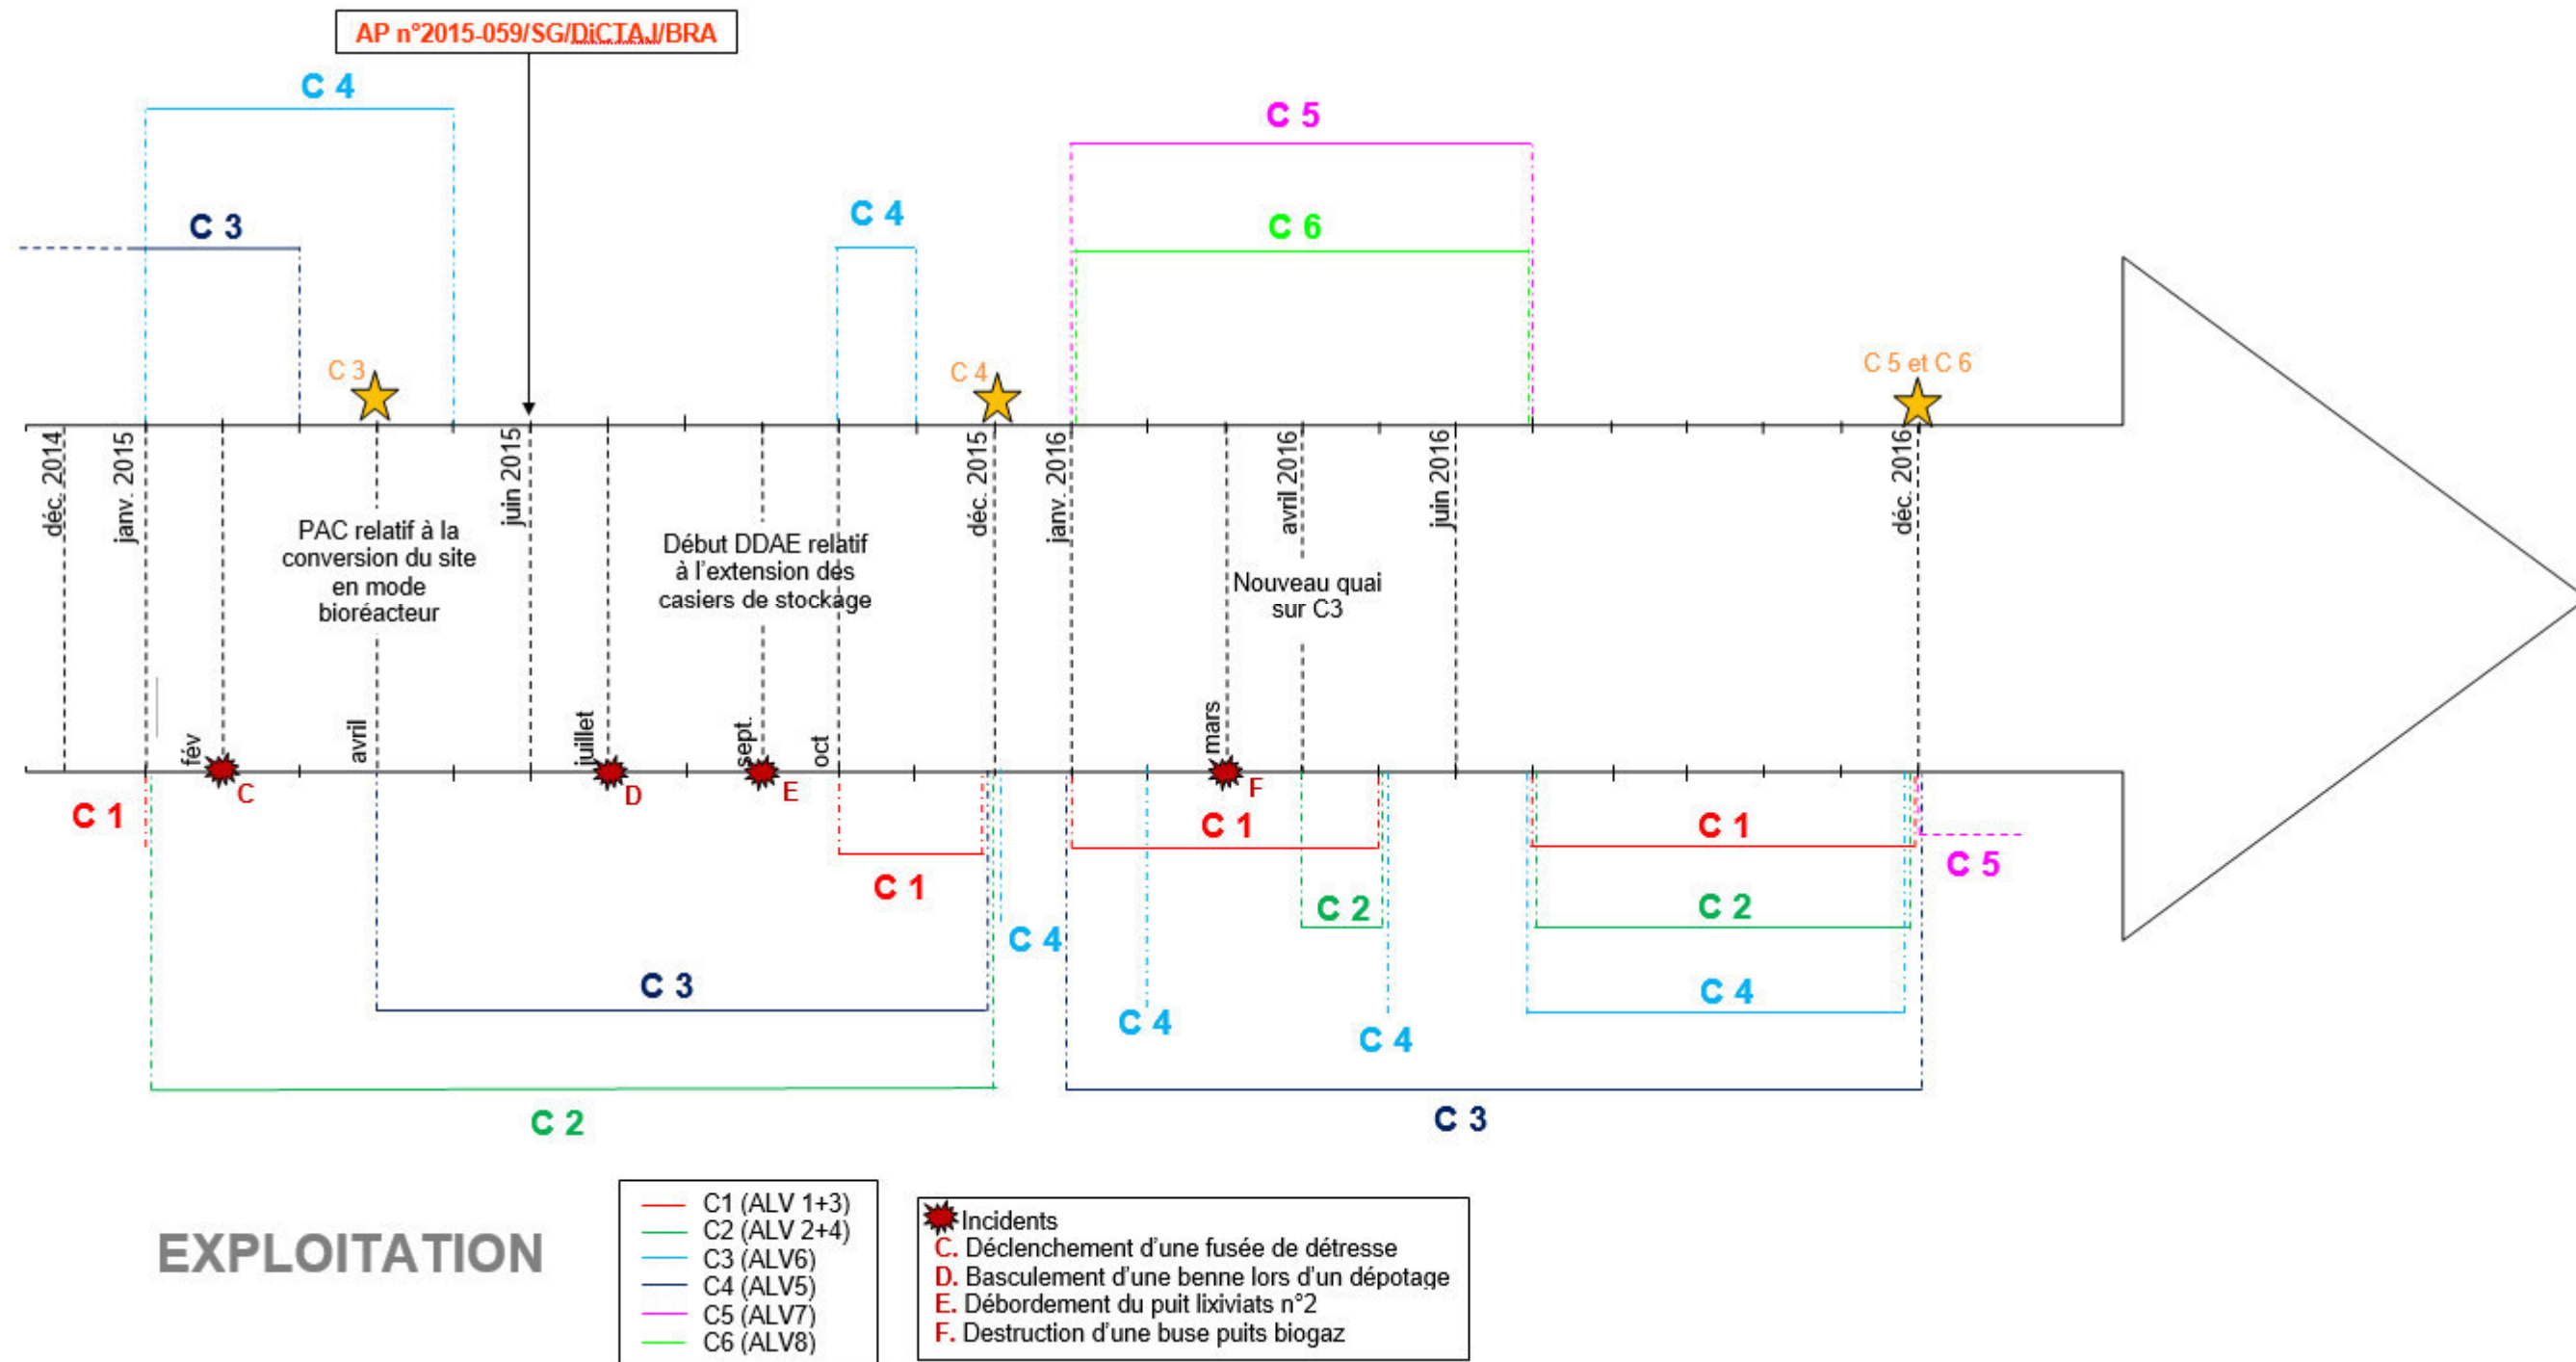 AP n°2015-059/SG/DiCTAJ/BRA
C 4
C 5
C 3
C 4
C 6
C 3
C 4
C 5 et C 6
déc. 2014
janv. 2015
juin 2015
déc. 2015
janv. 2016
avril 2016
juin 2016
déc. 2016
PAC relatif à la
conversion du site
en mode
bioréacteur
Début DDAE relatif
à l'extension des
casiers de stockage
Nouveau quai
sur C3
fév
avril
juillet
sept.
oct
mars
C
D
E
F
C 1
C 1
C 1
C 5
C 1
C 2
C 2
C 4
C 3
C 4
C 4
C 4
C 2
C 3
EXPLOITATION
C1 (ALV 1+3)
C2 (ALV 2+4)
C3 (ALV6)
C4 (ALV5)
C5 (ALV7)
C6 (ALV8)
Incidents
C. Déclenchement d'une fusée de détresse
D. Basculement d'une benne lors d'un dépotage
E. Débordement du puit lixiviats n°2
F. Destruction d'une buse puits biogaz